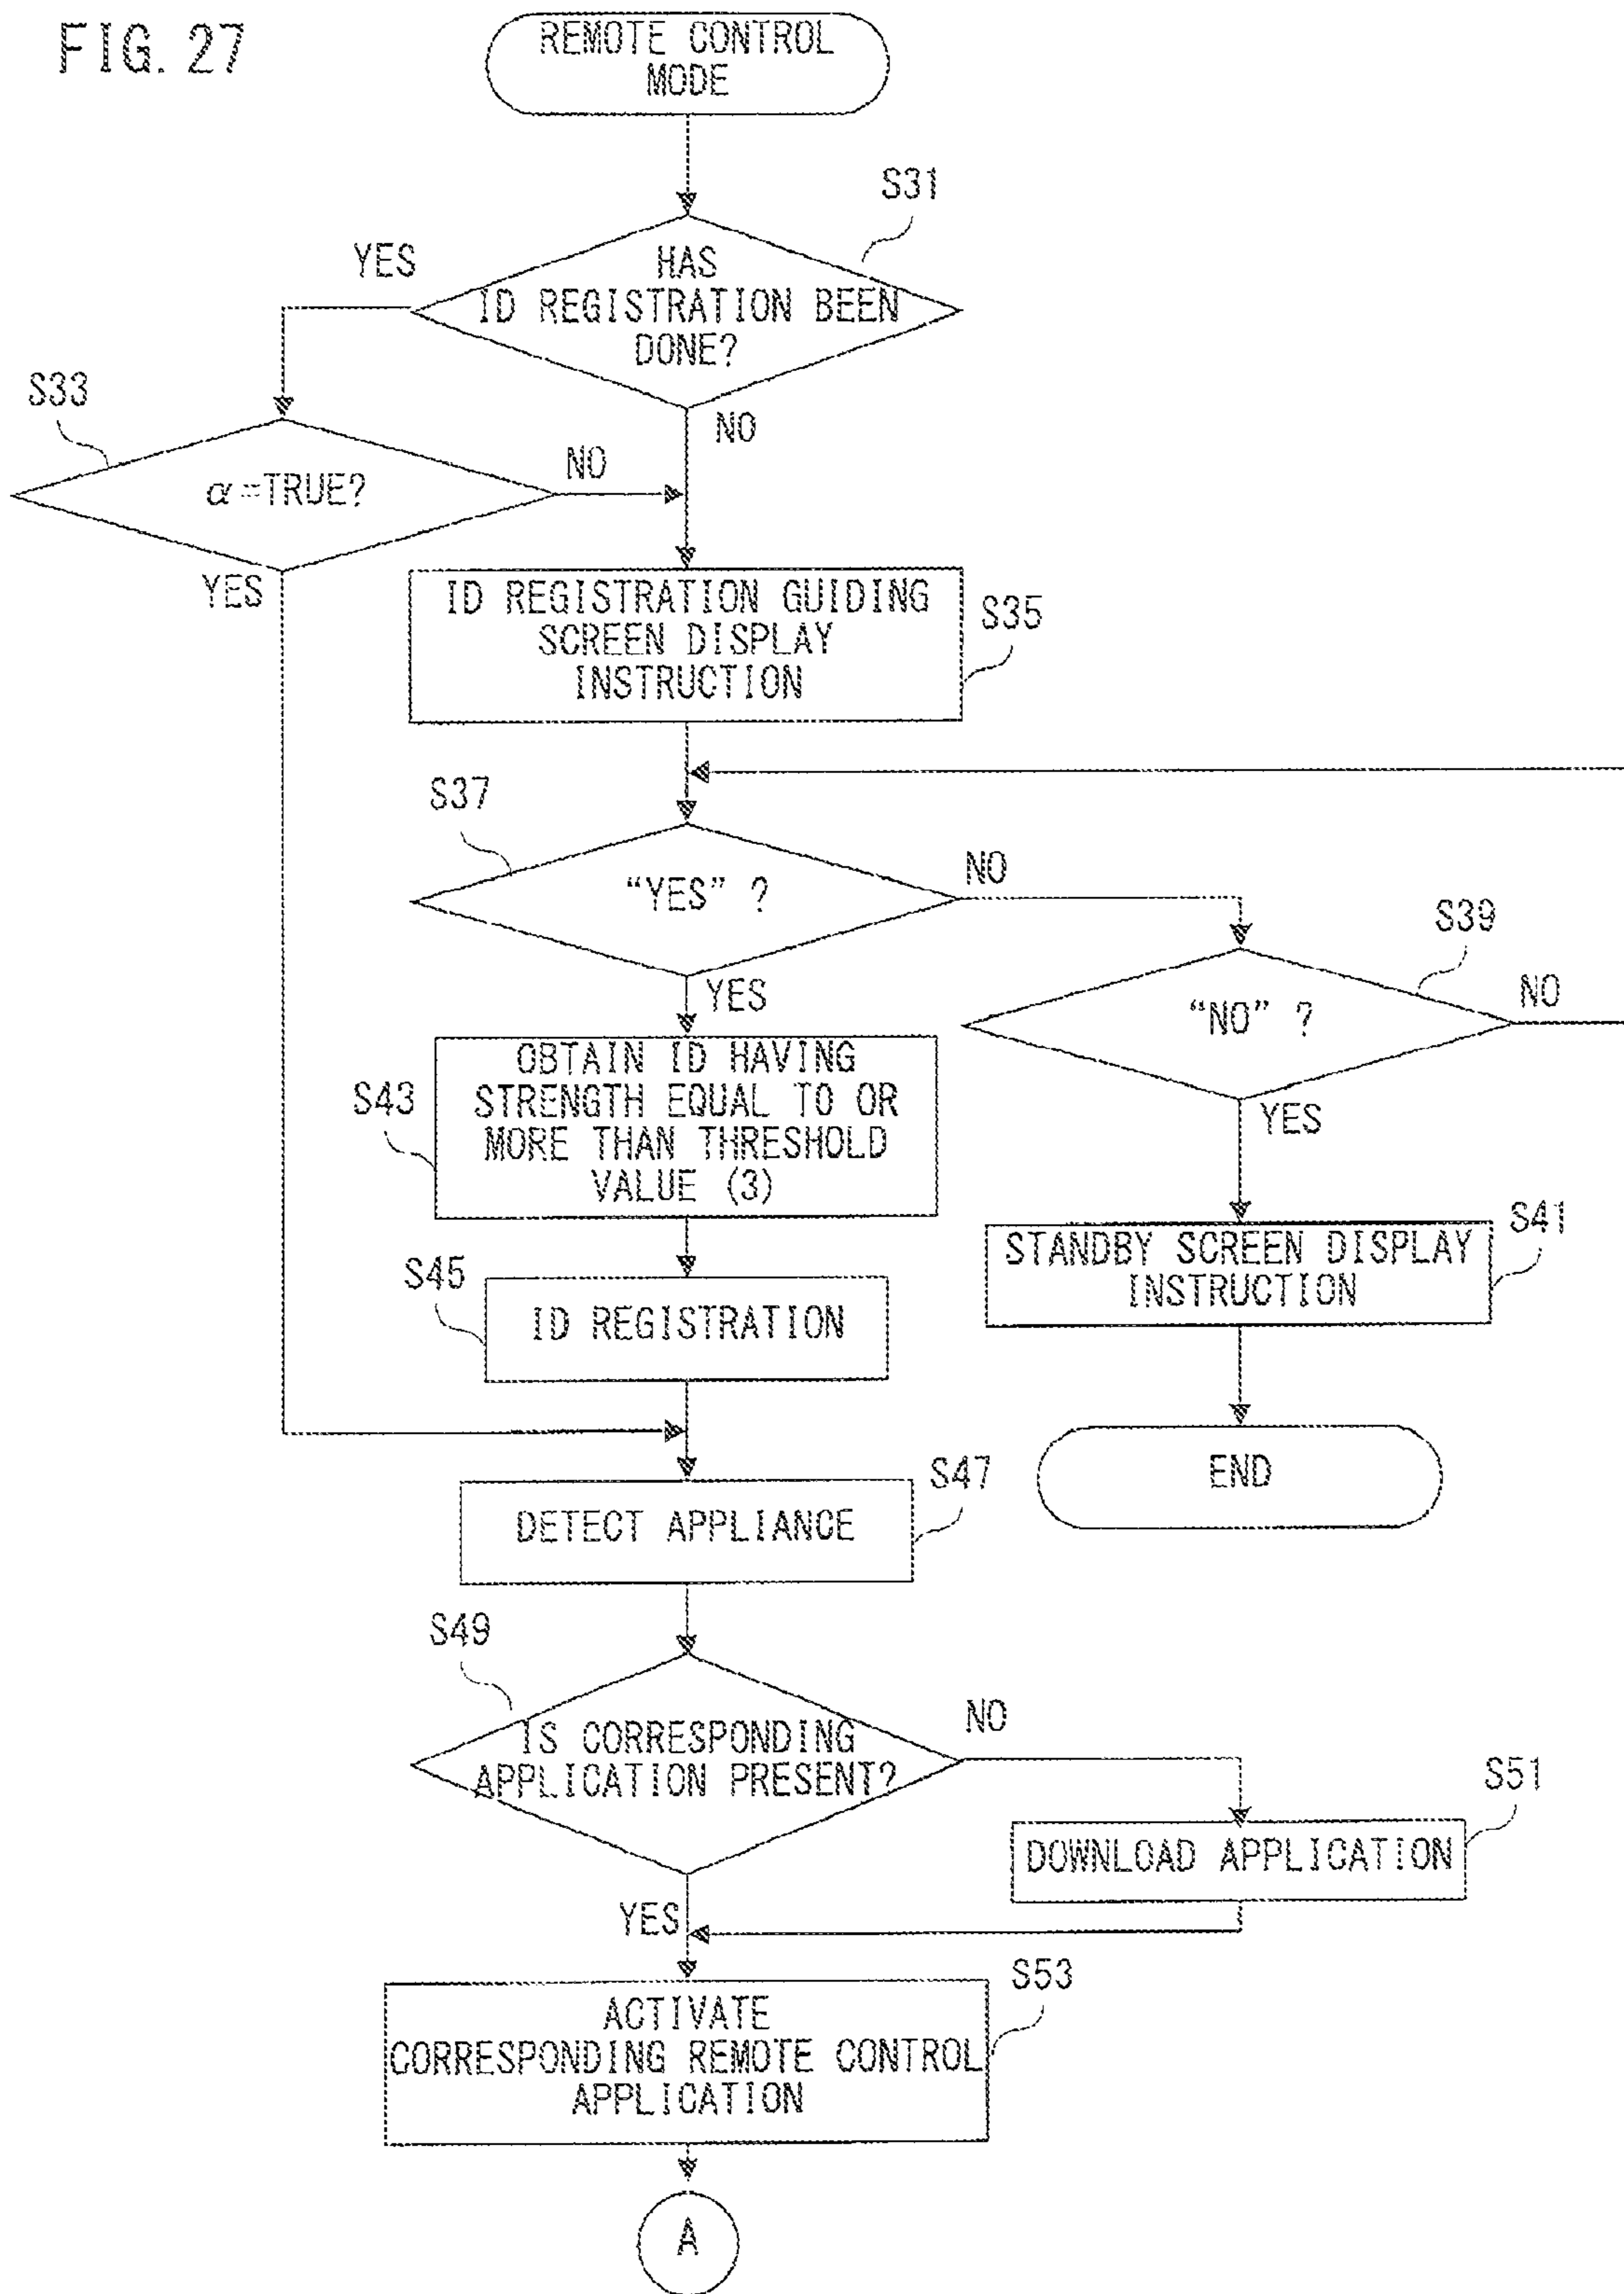 FIG. 27
REMOTE CONTROL
MODE
S31
YES
HAS
ID REGISTRATION BEEN
DONE?
S33
NO
NO
α=TRUE?
YES
ID REGISTRATION GUIDING
SCREEN DISPLAY
INSTRUCTION
S35
S37
NO
“YES” ?
S39
YES
“NO” ?
NO
OBTAIN ID HAVING
STRENGTH EQUAL TO OR
MORE THAN THRESHOLD
VALUE (3)
S43
YES
S41
STANDBY SCREEN DISPLAY
INSTRUCTION
S45
ID REGISTRATION
END
S47
DETECT APPLIANCE
S49
NO
IS CORRESPONDING
APPLICATION PRESENT?
S51
DOWNLOAD APPLICATION
YES
S53
ACTIVATE
CORRESPONDING REMOTE CONTROL
APPLICATION
A